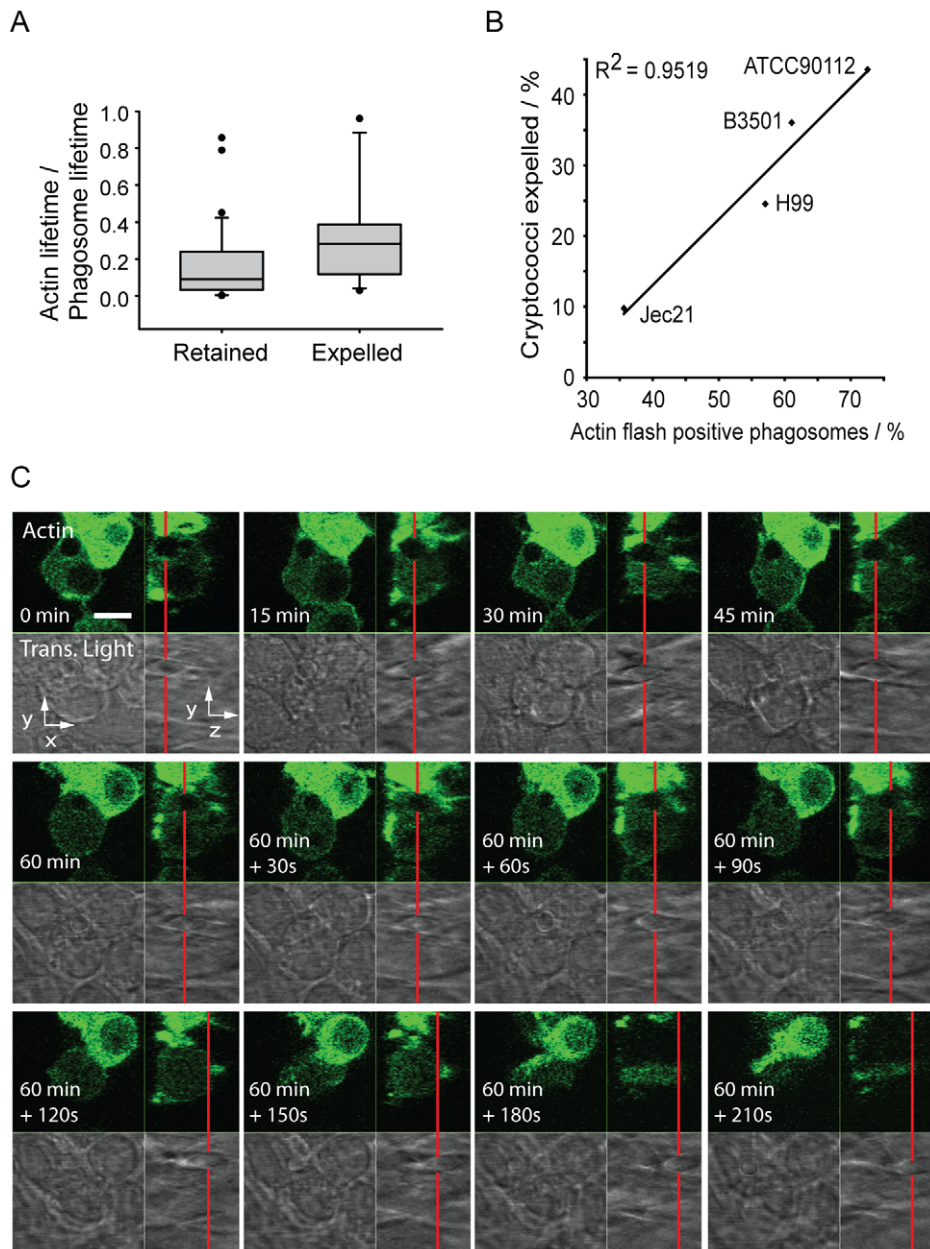 A
Actin lifetime /
Phagosome lifetime
1.0
0.8
0.6
0.4
0.2
0.0
Retained
Expelled
B
R2 = 0.9519
ATCC90112
B3501
H99
Jec21
Cryptococci expelled / %
40
30
20
10
0
30
40
50
60
70
Actin flash positive phagosomes / %
C
Actin
0 min
15 min
30 min
45 min
Trans. Light
y
x
y
z
60 min
60 min
+ 30s
60 min
+ 60s
60 min
+ 90s
60 min
+ 120s
60 min
+ 150s
60 min
+ 180s
60 min
+ 210s